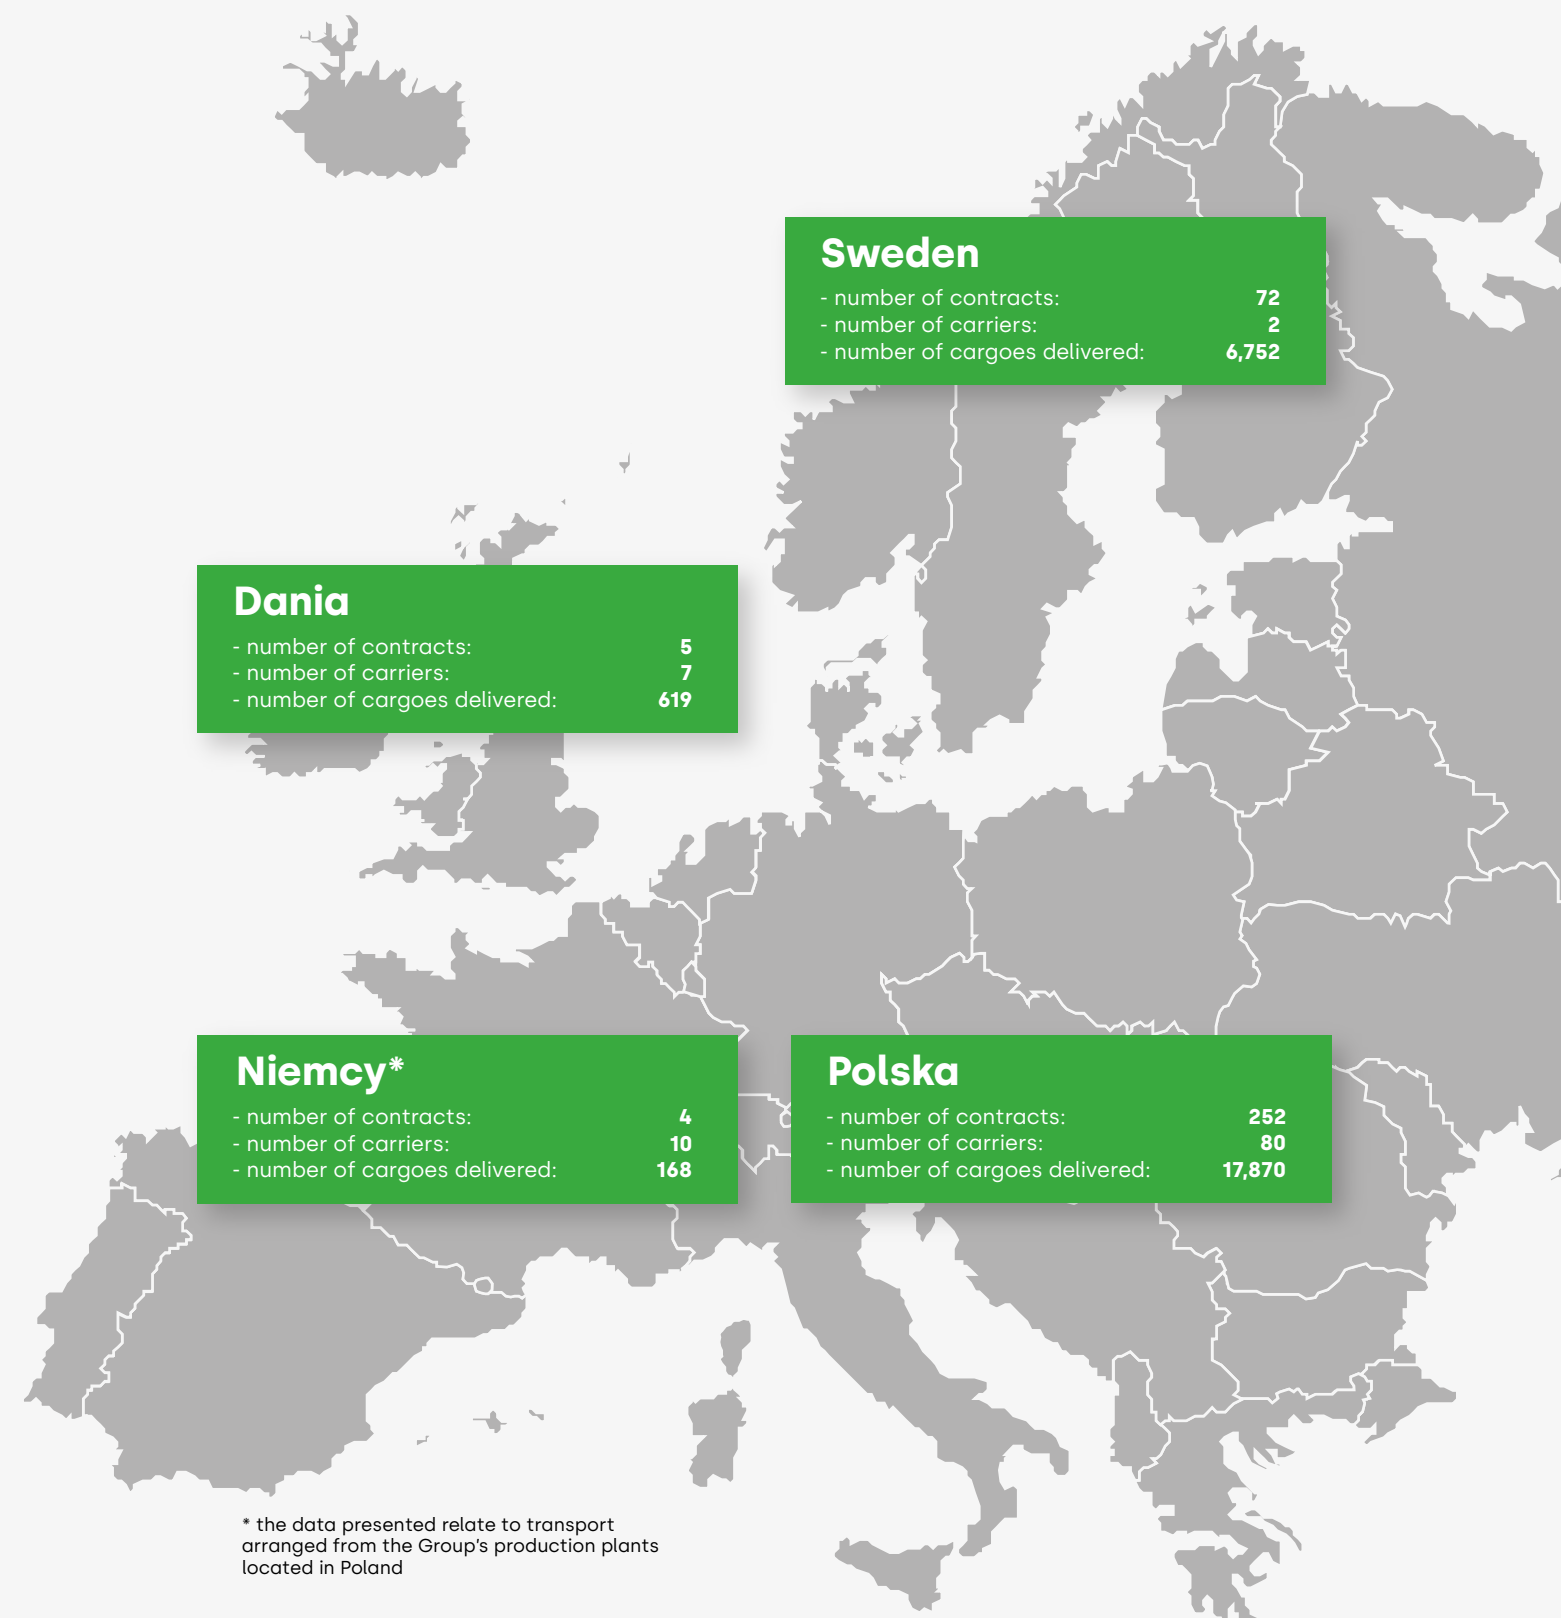 Sweden
- number of contracts: 72
- number of carriers: 2
- number of cargoes delivered: 6,752
Dania
- number of contracts: 5
- number of carriers: 7
- number of cargoes delivered: 619
Niemcy*
- number of contracts: 4
- number of carriers: 10
- number of cargoes delivered: 168
Polska
- number of contracts: 252
- number of carriers: 80
- number of cargoes delivered: 17,870
* the data presented relate to transport
arranged from the Group's production plants
located in Poland